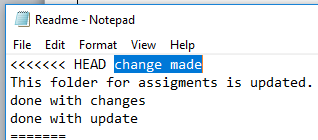 Readme - Notepad
File Edit Format View Help
<<<<<<< HEAD change made
This folder for assigments is updated.
done with changes
done with update
=======